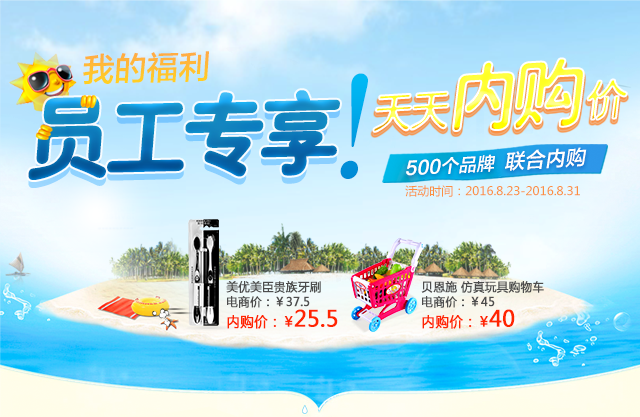 我的福利
员工专享!
天天内购价
500个品牌 联合内购
活动时间：2016.8.23-2016.8.31
美优美臣贵族牙刷
电商价：¥37.5
内购价：¥25.5
贝恩施 仿真玩具购物车
电商价：¥45
内购价：¥40